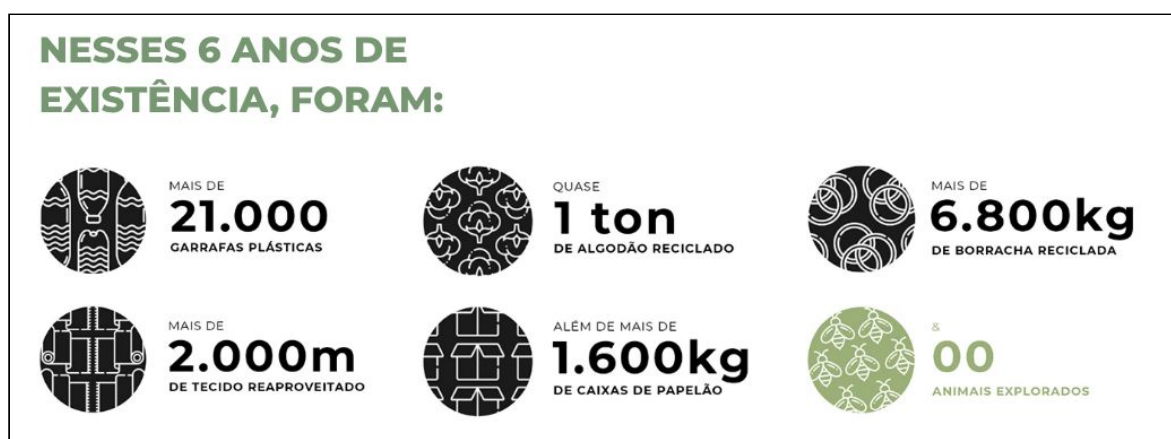 NESSES 6 ANOS DE
EXISTÊNCIA, FORAM:
MAIS DE
21.000
GARRAFAS PLÁSTICAS
QUASE
1 ton
DE ALGODÃO RECICLADO
MAIS DE
6.800kg
DE BORRACHA RECICLADA
MAIS DE
2.000m
DE TECIDO REAPROVEITADO
ALÉM DE MAIS DE
1.600kg
DE CAIXAS DE PAPELÃO
&
00
ANIMAIS EXPLORADOS